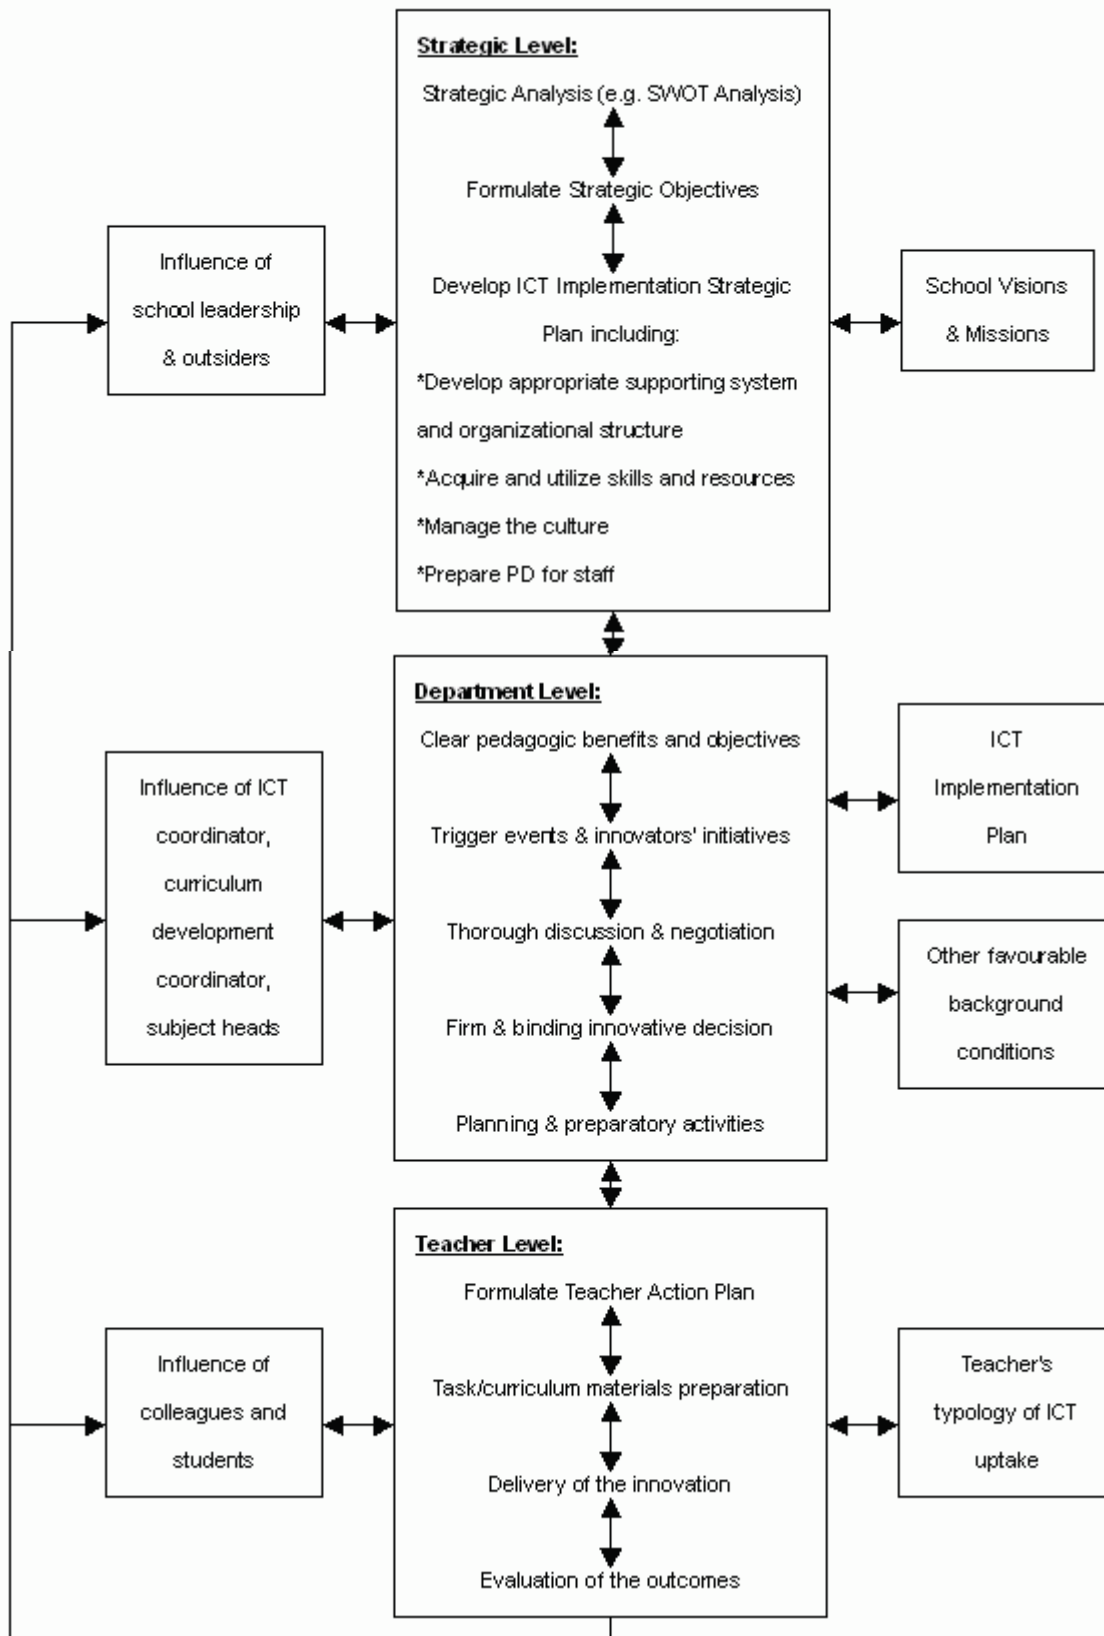 Strategic Level:
Strategic Analysis (e.g. SWOT Analysis)
Formulate Strategic Objectives
Develop ICT Implementation Strategic
Plan including:
*Develop appropriate supporting system
and organizational structure
*Acquire and utilize skills and resources
*Manage the culture
*Prepare PD for staff
Influence of
school leadership
& outsiders
School Visions
& Missions
Department Level:
Clear pedagogic benefits and objectives
Trigger events & innovators' initiatives
Thorough discussion & negotiation
Firm & binding innovative decision
Planning & preparatory activities
Influence of ICT
coordinator,
curriculum
development
coordinator,
subject heads
ICT
Implementation
Plan
Other favourable
background
conditions
Teacher Level:
Formulate Teacher Action Plan
Task/curriculum materials preparation
Delivery of the innovation
Evaluation of the outcomes
Influence of
colleagues and
students
Teacher's
typology of ICT
uptake